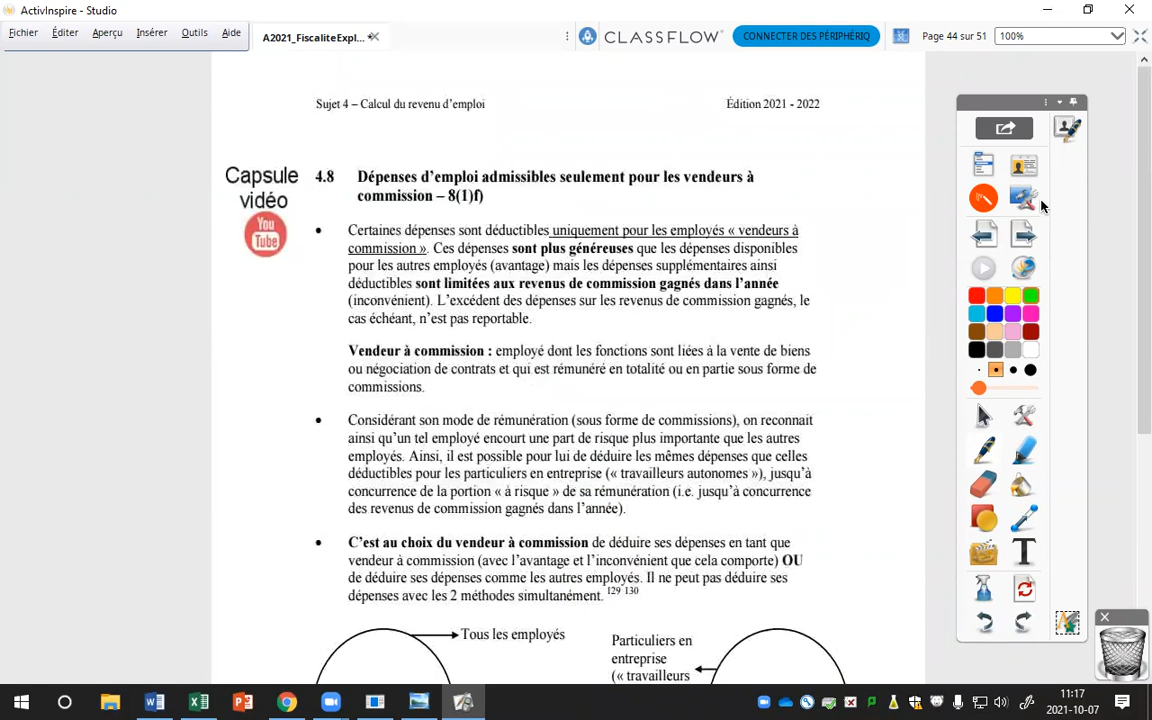 ActivInspire - Studio
Fichier Éditer Aperçu Insérer Outils Aide
A2021_FiscaliteExpl...
CLASSFLOW
CONNECTER DES PÉRIPHÉRIQ
Page 44 sur 51
100%
Sujet 4 – Calcul du revenu d'emploi
Édition 2021 - 2022
Capsule
vidéo
You
Tube
4.8 Dépenses d'emploi admissibles seulement pour les vendeurs à
commission – 8(1)f)
• Certaines dépenses sont déductibles uniquement pour les employés « vendeurs à
commission ». Ces dépenses sont plus généreuses que les dépenses disponibles
pour les autres employés (avantage) mais les dépenses supplémentaires ainsi
déductibles sont limitées aux revenus de commission gagnés dans l'année
(inconvénient). L'excédent des dépenses sur les revenus de commission gagnés, le
cas échéant, n'est pas reportable.
Vendeur à commission : employé dont les fonctions sont liées à la vente de biens
ou négociation de contrats et qui est rémunéré en totalité ou en partie sous forme de
commissions.
• Considérant son mode de rémunération (sous forme de commissions), on reconnait
ainsi qu'un tel employé encourt une part de risque plus importante que les autres
employés. Ainsi, il est possible pour lui de déduire les mêmes dépenses que celles
déductibles pour les particuliers en entreprise (« travailleurs autonomes »), jusqu'à
concurrence de la portion « à risque » de sa rémunération (i.e. jusqu'à concurrence
des revenus de commission gagnés dans l'année).
• C'est au choix du vendeur à commission de déduire ses dépenses en tant que
vendeur à commission (avec l'avantage et l'inconvénient que cela comporte) OU
de déduire ses dépenses comme les autres employés. Il ne peut pas déduire ses
dépenses avec les 2 méthodes simultanément. 129 130
Tous les employés
Particuliers en
entreprise
(« travailleurs
11:17
2021-10-07